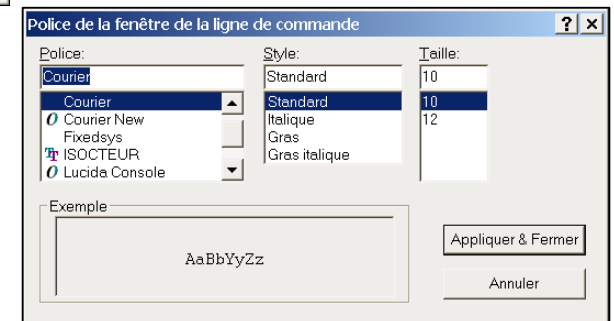 Police de la fenêtre de la ligne de commande
Police: Style: Taille:
Courier Standard 10
Courier Standard 10
Courier New Italique 12
Fixedsys Gras
ISOCTEUR Gras italique
Lucida Console
Exemple
AaBbYyZz
Appliquer & Fermer
Annuler